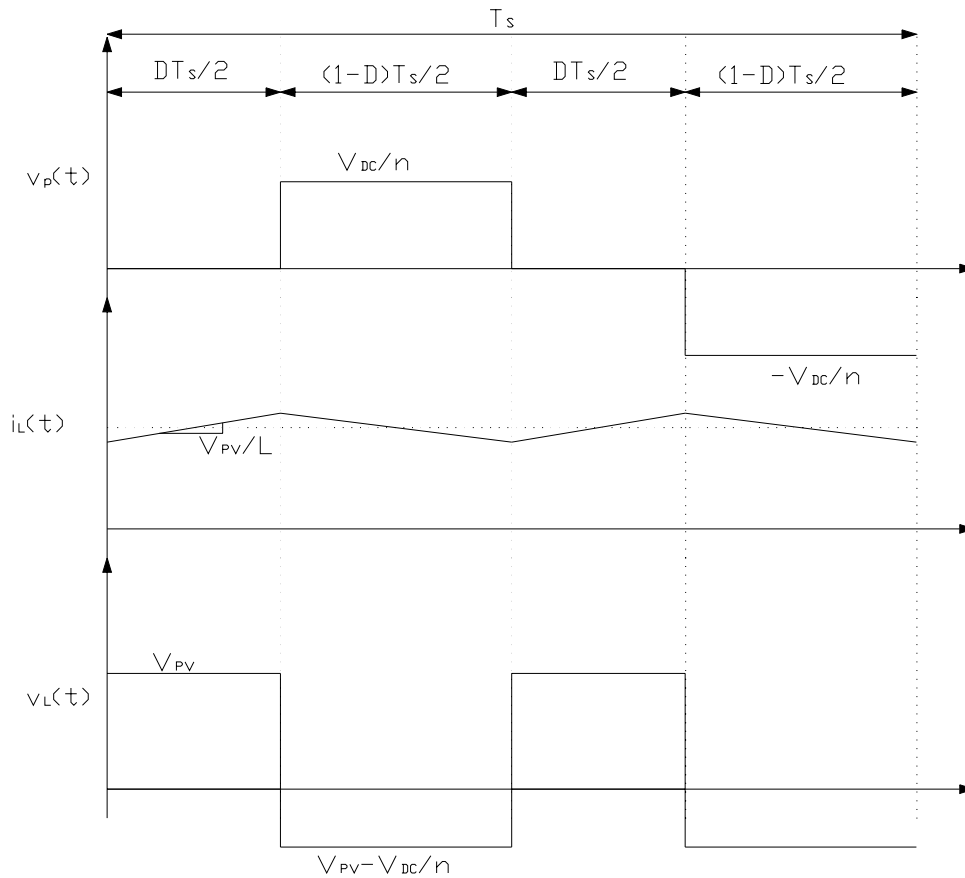 Ts
DTs/2 (1-D)Ts/2 DTs/2 (1-D)Ts/2
VDC/n
vp(t)
-VDC/n
iL(t)
VPV/L
VPV
vL(t)
VPV-VDC/n